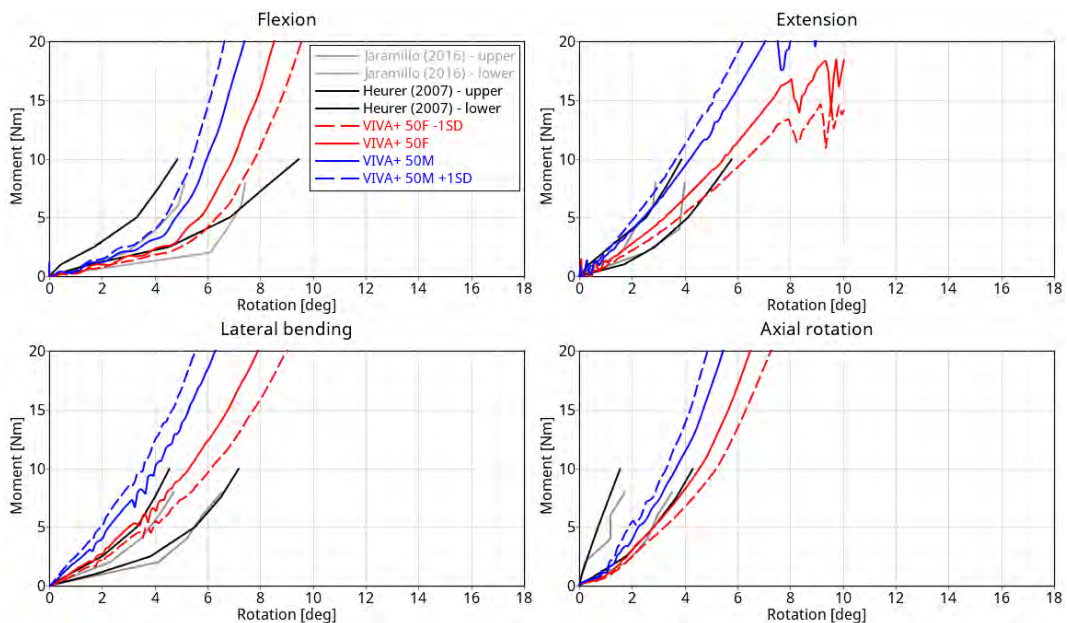 Flexion
20
15
10
5
0
Moment [Nm]
Jaramillo (2016) - upper
Jaramillo (2016) - lower
Heurer (2007) - upper
Heurer (2007) - lower
VIVA+ 50F -1SD
VIVA+ 50F
VIVA+ 50M
VIVA+ 50M +1SD
0 2 4 6 8 10 12 14 16 18
Rotation [deg]
Extension
20
15
10
5
0
Moment [Nm]
0 2 4 6 8 10 12 14 16 18
Rotation [deg]
Lateral bending
20
15
10
5
0
Moment [Nm]
0 2 4 6 8 10 12 14 16 18
Rotation [deg]
Axial rotation
20
15
10
5
0
Moment [Nm]
0 2 4 6 8 10 12 14 16 18
Rotation [deg]